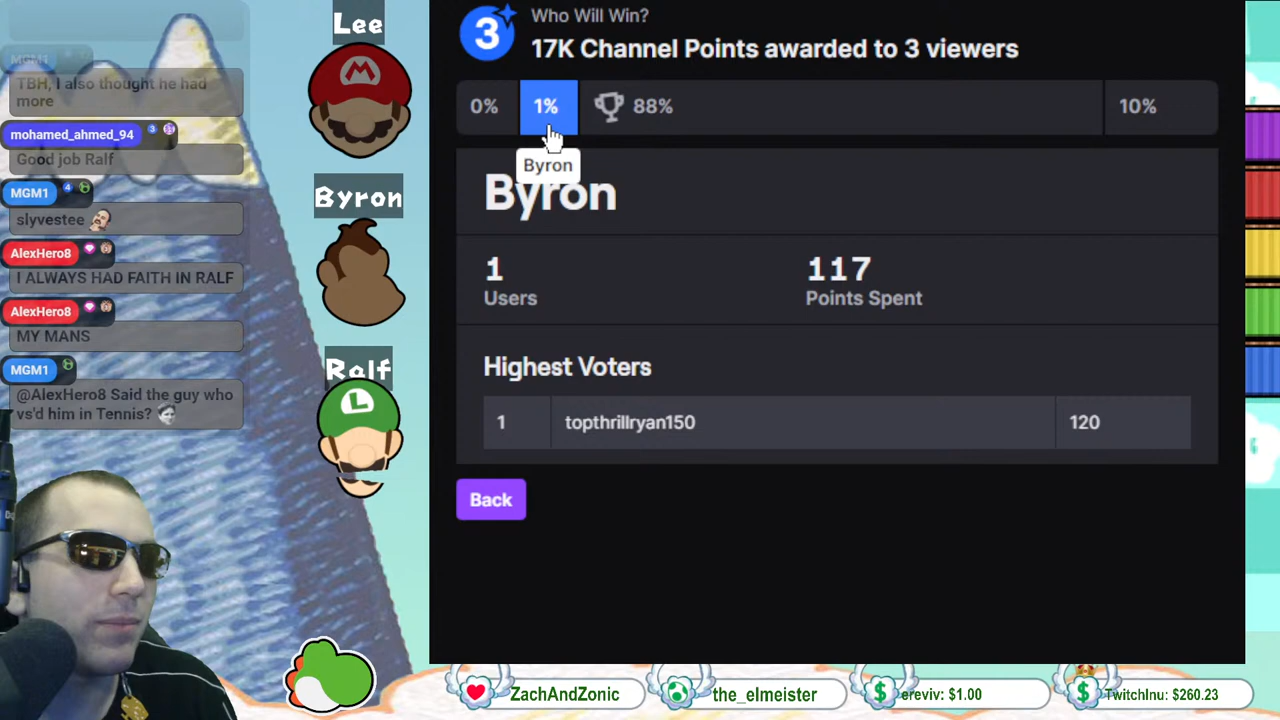 MGM1
TBH, I also thought he had
more
mohamed_ahmed_94
Good job Ralf
MGM1
slyvestee
AlexHero8
I ALWAYS HAD FAITH IN RALF
AlexHero8
MY MANS
MGM1
@AlexHero8 Said the guy who
vs'd him in Tennis?
Lee
M
Byron
Ralf
L
3
Who Will Win?
17K Channel Points awarded to 3 viewers
0%
1%
88%
10%
Byron
Byron
1
Users
117
Points Spent
Highest Voters
1
topthrillryan150
120
Back
ZachAndZonic
the_elmeister
$
ereviv: $1.00
$
TwitchInu: $260.23